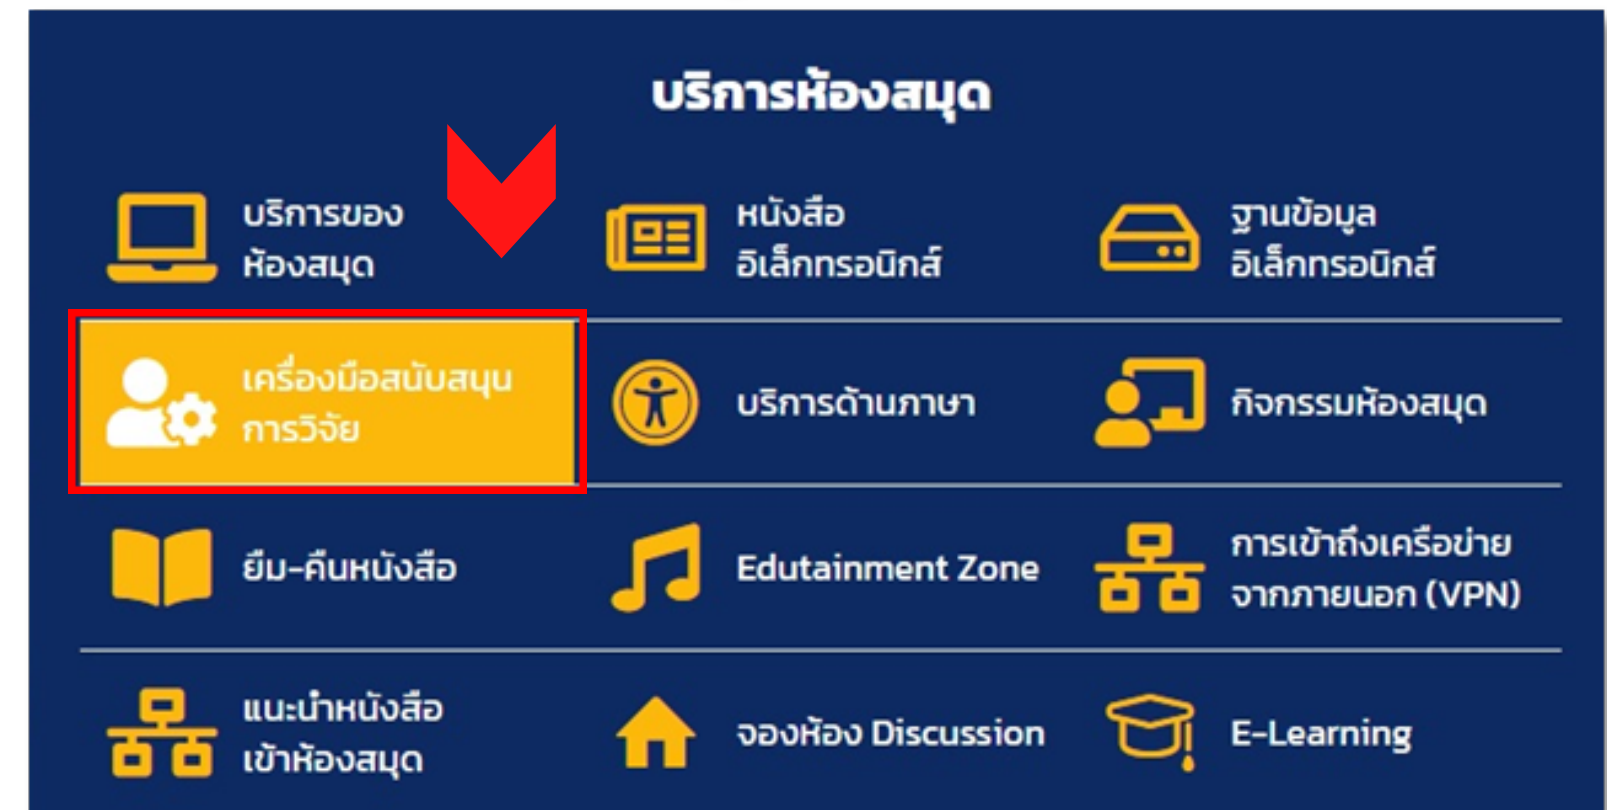 บริการห้องสมุด
บริการของ
ห้องสมุด
หนังสือ
อิเล็กทรอนิกส์
ฐานข้อมูล
อิเล็กทรอนิกส์
เครื่องมือสนับสนุน
การวิจัย
บริการด้านภาษา
กิจกรรมห้องสมุด
ยืม-คืนหนังสือ
Edutainment Zone
การเข้าถึงเครือข่าย
จากภายนอก (VPN)
แนะนำหนังสือ
เข้าห้องสมุด
จองห้อง Discussion
E-Learning